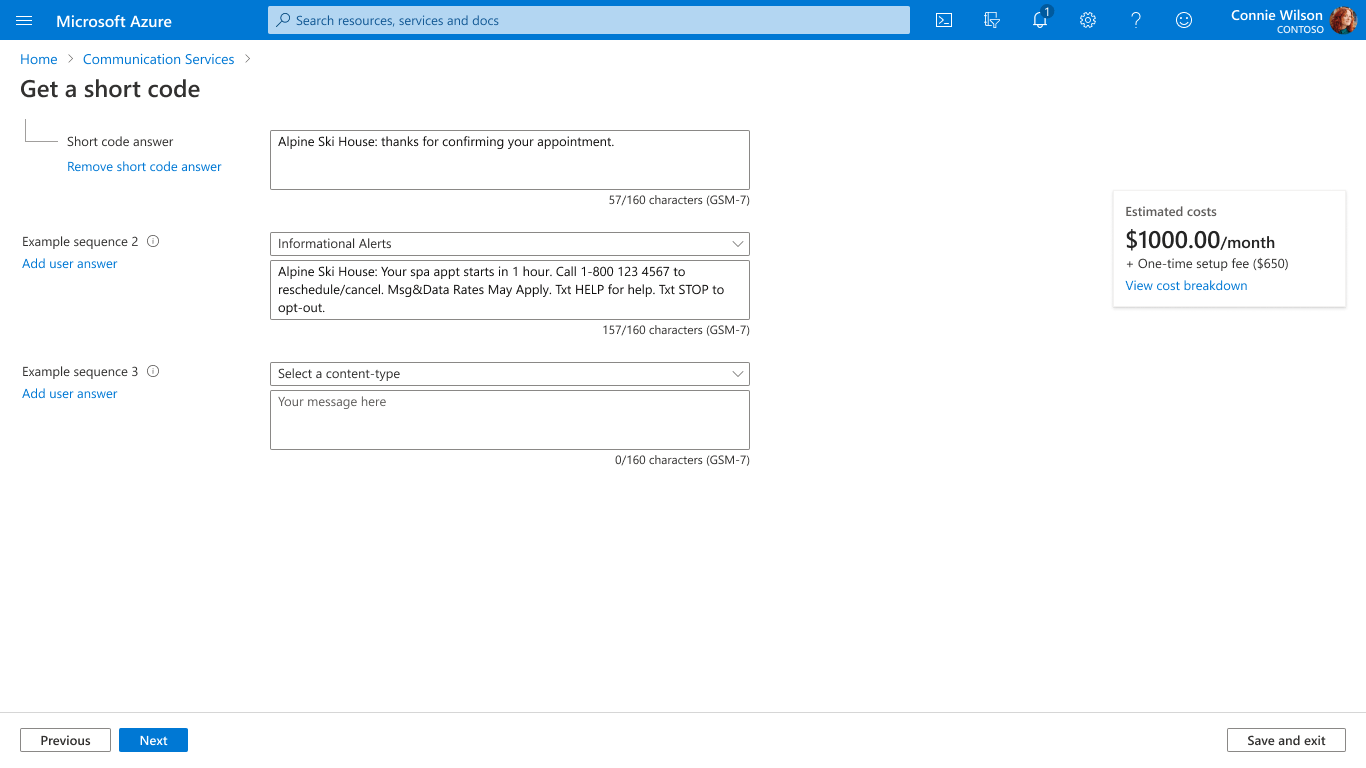 Microsoft Azure
Search resources, services and docs
1
Connie Wilson
CONTOSO
Home > Communication Services >
Get a short code
Short code answer
Remove short code answer
Alpine Ski House: thanks for confirming your appointment.
57/160 characters (GSM-7)
Example sequence 2
Add user answer
Informational Alerts
Alpine Ski House: Your spa appt starts in 1 hour. Call 1-800 123 4567 to
reschedule/cancel. Msg&Data Rates May Apply. Txt HELP for help. Txt STOP to
opt-out.
157/160 characters (GSM-7)
Example sequence 3
Add user answer
Select a content-type
Your message here
0/160 characters (GSM-7)
Estimated costs
$1000.00/month
+ One-time setup fee ($650)
View cost breakdown
Previous
Next
Save and exit